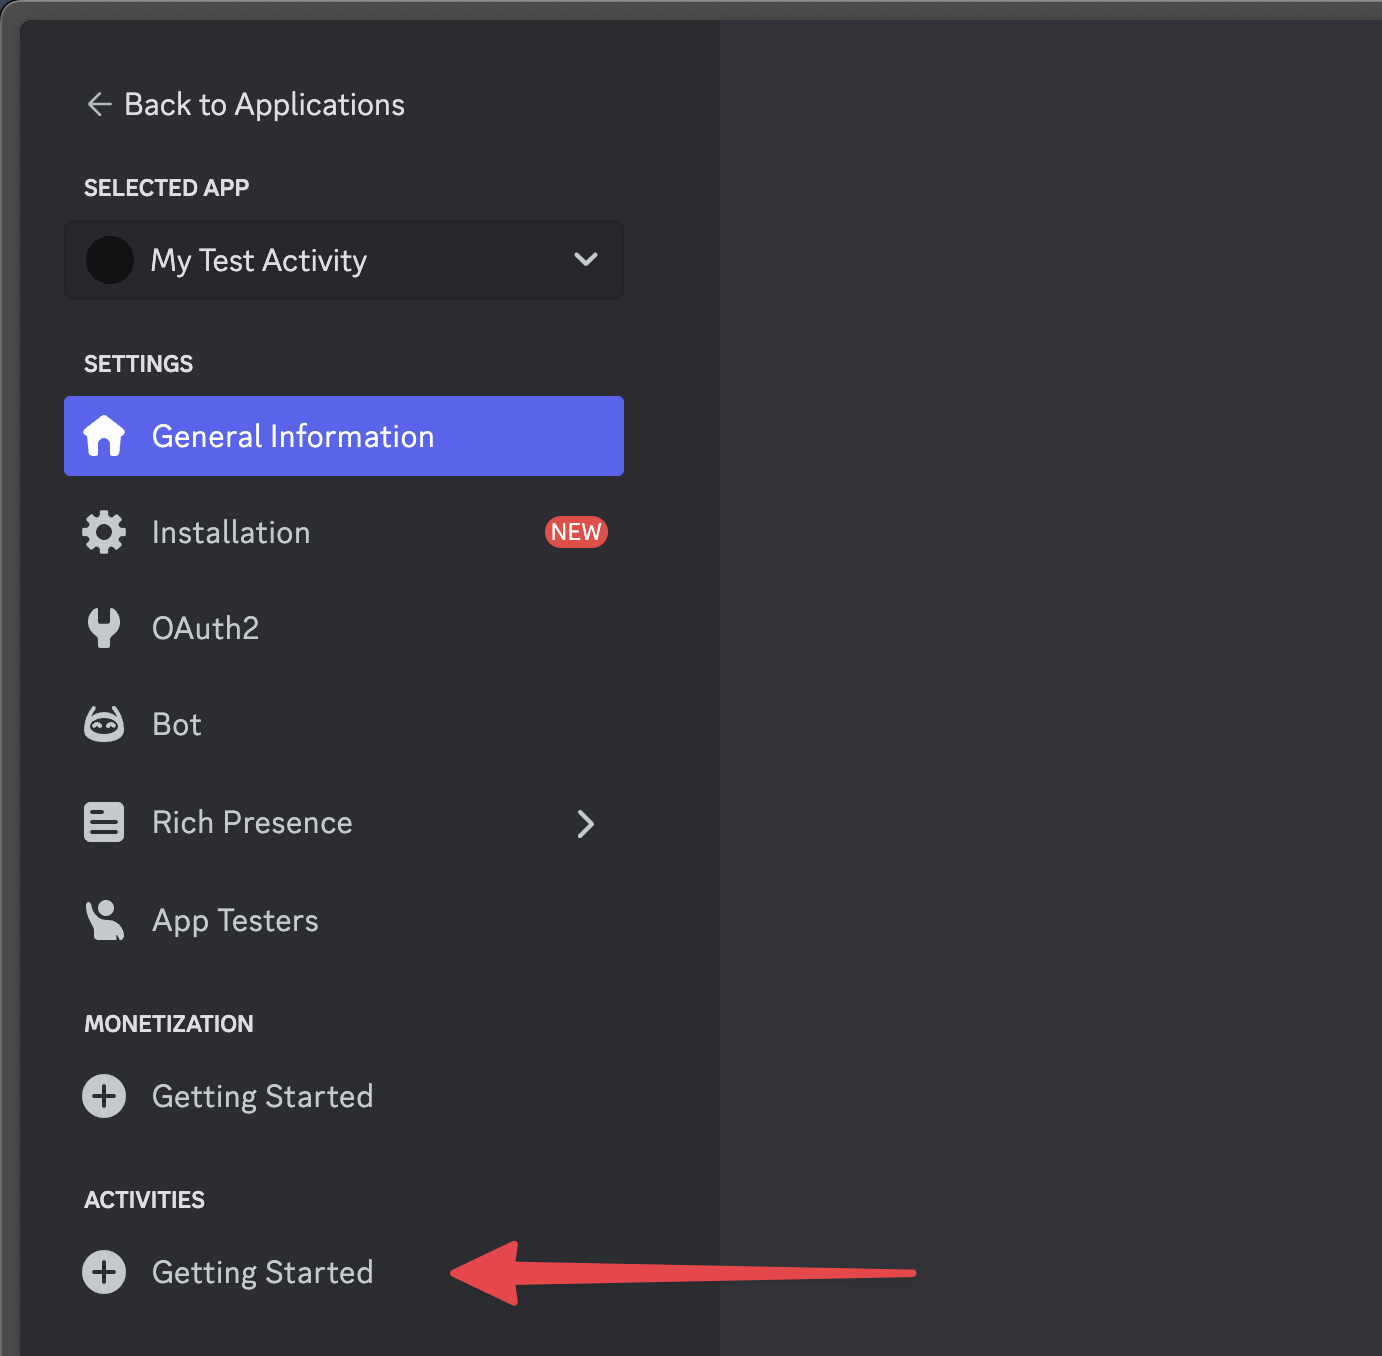 Back to Applications
SELECTED APP
My Test Activity
SETTINGS
General Information
Installation NEW
OAuth2
Bot
Rich Presence
App Testers
MONETIZATION
Getting Started
ACTIVITIES
Getting Started